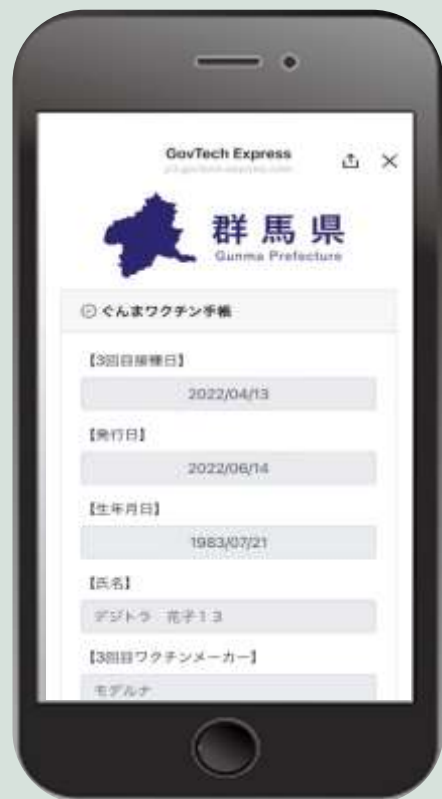 GovTech Express
群馬県
Gunma Prefecture
ぐんまワクチン手帳
【3回目接種日】
2022/04/13
【発行日】
2022/06/14
【生年月日】
1983/07/21
【氏名】
デジトラ 花子13
【3回目ワクチンメーカー】
モデルナ